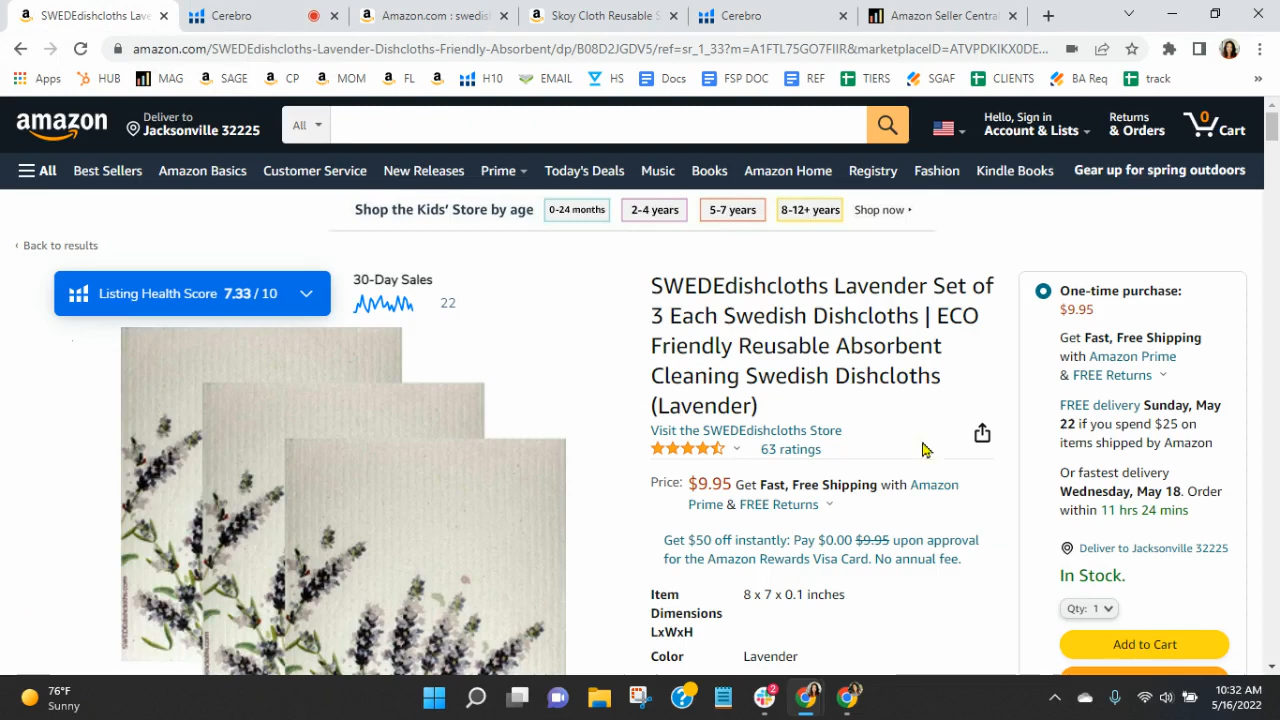 SWEDEdishcloths Lave
Cerebro
Amazon.com : swedis
Skoy Cloth Reusable S
Cerebro
Amazon Seller Centra
amazon.com/SWEDEdishcloths-Lavender-Dishcloths-Friendly-Absorbent/dp/B08D2JGDV5/ref=sr_1_33?m=A1FTL75GO7FIIR&marketplaceID=ATVPDKIKX0DE...
Apps HUB MAG SAGE CP MOM FL H10 EMAIL HS Docs FSP DOC REF TIERS SGAF CLIENTS BA Req track
amazon
Deliver to
Jacksonville 32225
All
Hello, Sign in
Account & Lists
Returns
& Orders
0
Cart
All Best Sellers Amazon Basics Customer Service New Releases Prime Today's Deals Music Books Amazon Home Registry Fashion Kindle Books Gear up for spring outdoors
Shop the Kids' Store by age 0-24 months 2-4 years 5-7 years 8-12+ years Shop now
‹ Back to results
Listing Health Score 7.33 / 10
30-Day Sales
22
SWEDEdishcloths Lavender Set of
3 Each Swedish Dishcloths | ECO
Friendly Reusable Absorbent
Cleaning Swedish Dishcloths
(Lavender)
Visit the SWEDEdishcloths Store
63 ratings
Price: $9.95 Get Fast, Free Shipping with Amazon
Prime & FREE Returns
Get $50 off instantly: Pay $0.00 $9.95 upon approval
for the Amazon Rewards Visa Card. No annual fee.
Item
Dimensions
LxWxH
8 x 7 x 0.1 inches
Color Lavender
One-time purchase:
$9.95
Get Fast, Free Shipping
with Amazon Prime
& FREE Returns
FREE delivery Sunday, May
22 if you spend $25 on
items shipped by Amazon
Or fastest delivery
Wednesday, May 18. Order
within 11 hrs 24 mins
Deliver to Jacksonville 32225
In Stock.
Qty: 1
Add to Cart
SWEDEdishcloths.com
76°F
Sunny
2
10:32 AM
5/16/2022